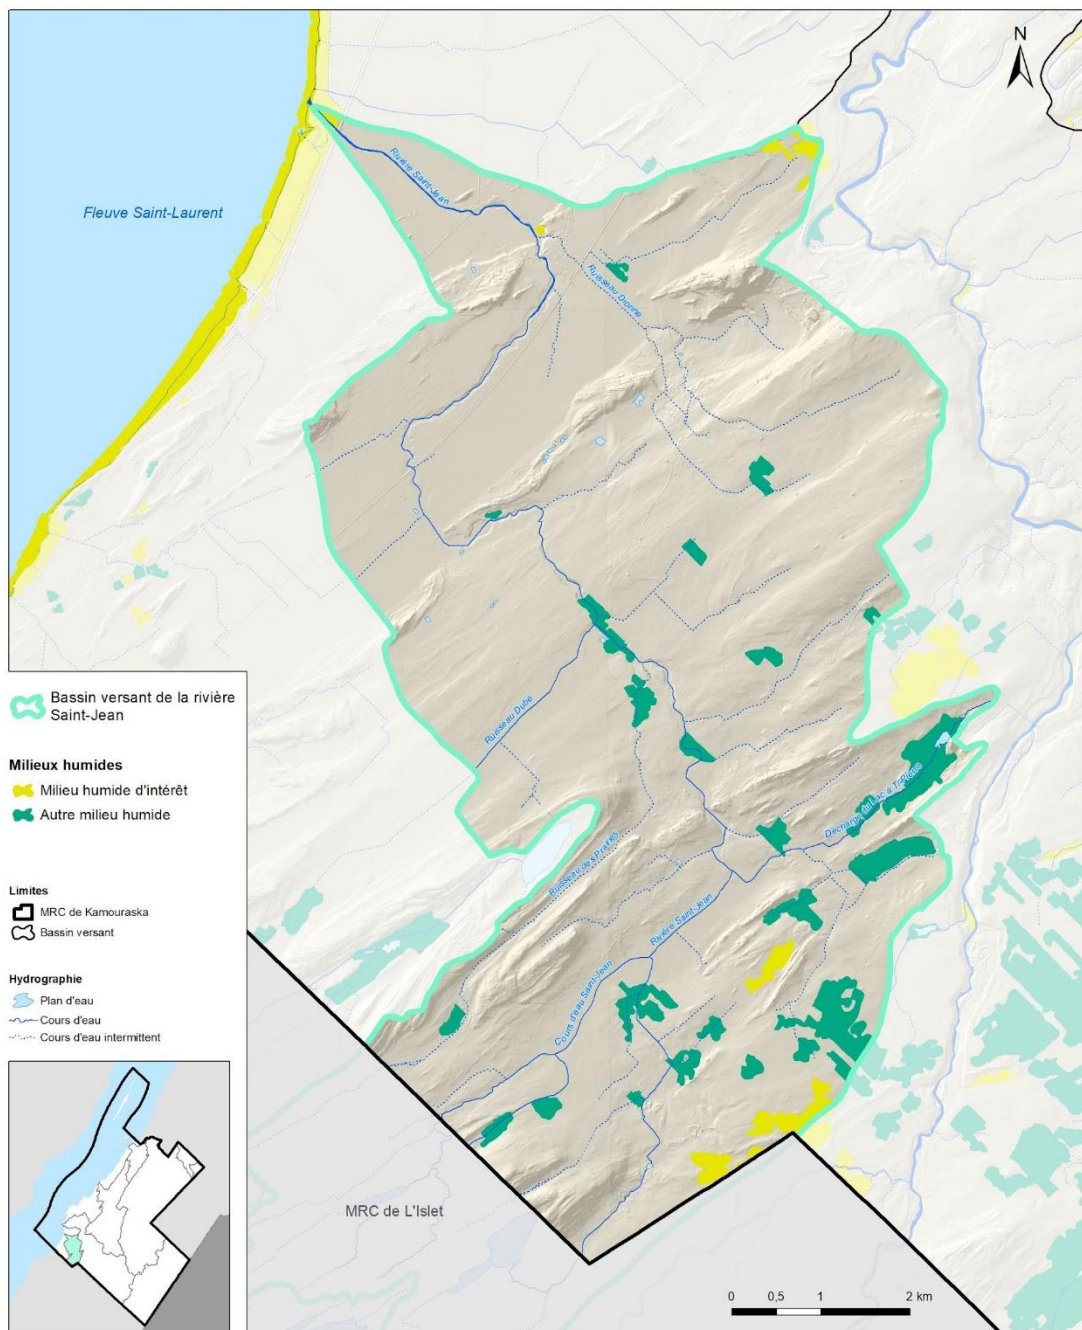 N
Fleuve Saint-Laurent
Rivière Saint-Jean
Ruisseau Dionne
Ruisseau Dubé
Ruisseau des Prairies
Décharge du Lac à Ti-Pierre
Rivière Saint-Jean
Cours d'eau Saint-Jean
Bassin versant de la rivière
Saint-Jean
Milieux humides
Milieu humide d'intérêt
Autre milieu humide
Limites
MRC de Kamouraska
Bassin versant
Hydrographie
Plan d'eau
Cours d'eau
Cours d'eau intermittent
MRC de L'Islet
0 0,5 1 2 km